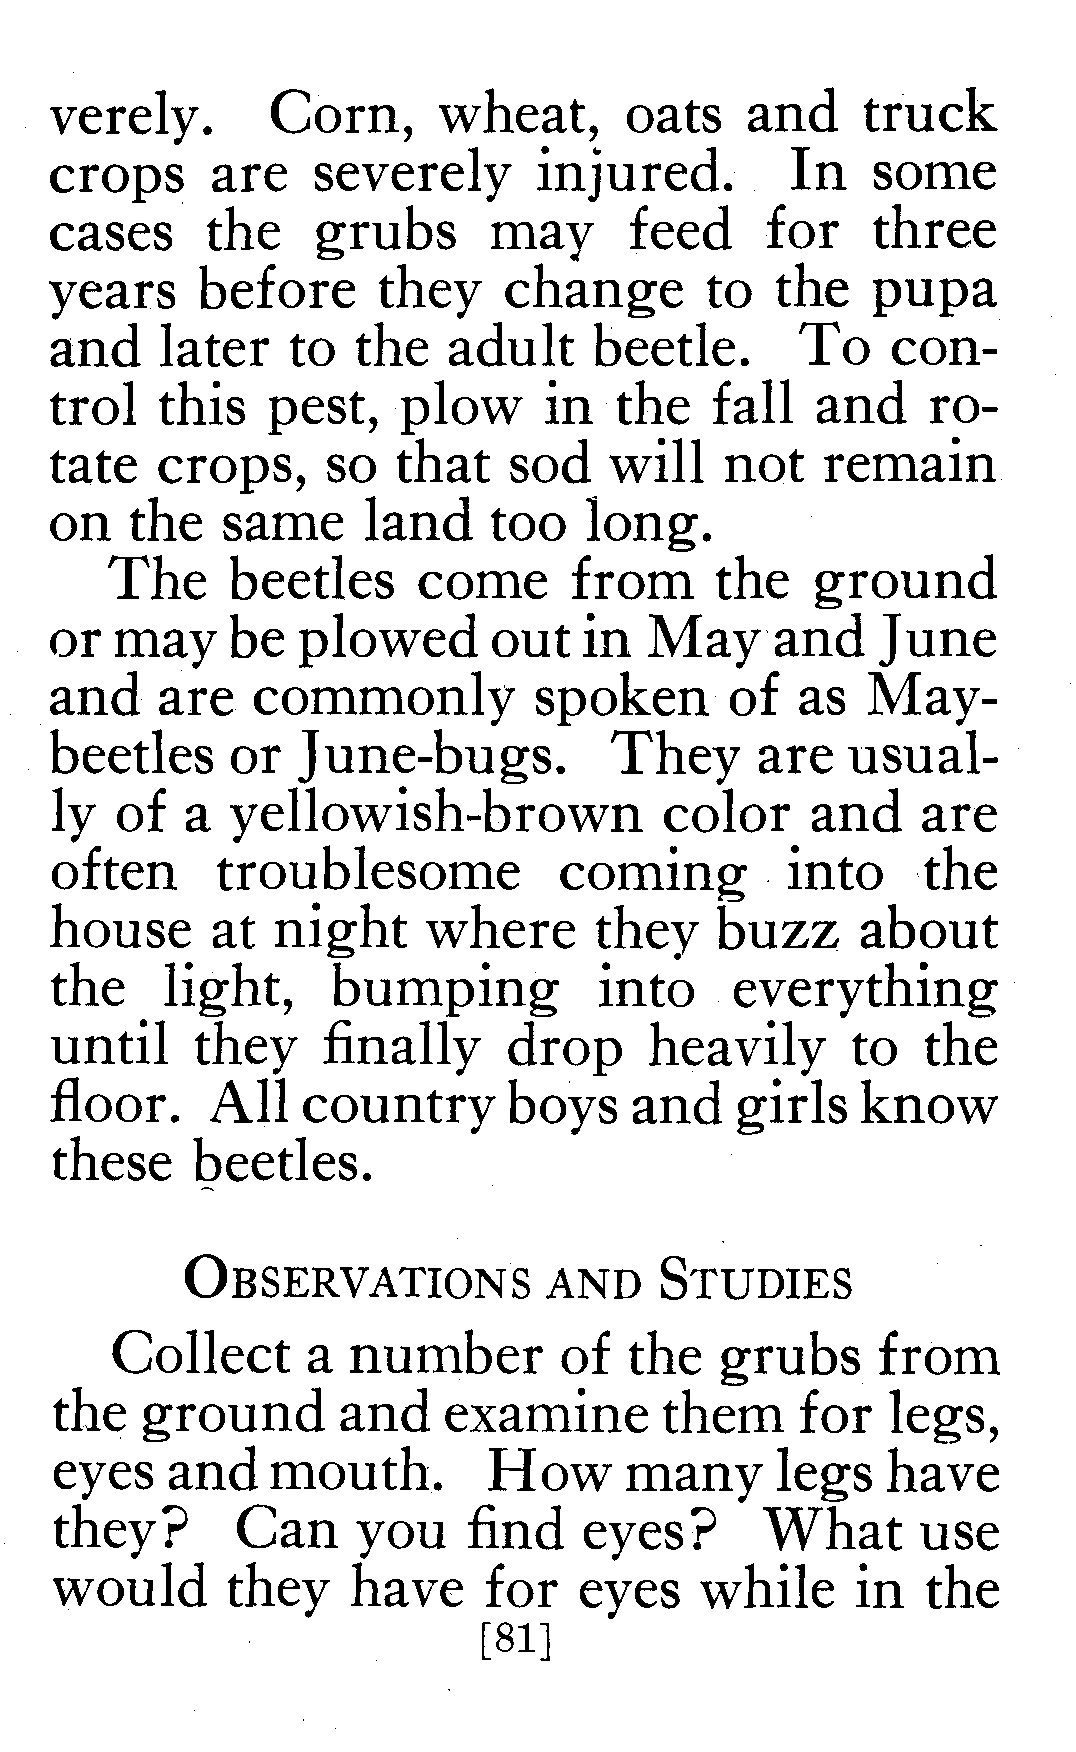 verely. Corn, wheat, oats and truck
crops are severely injured. In some
cases the grubs may feed for three
years before they change to the pupa
and later to the adult beetle. To con-
trol this pest, plow in the fall and ro-
tate crops, so that sod will not remain
on the same land too long.
The beetles come from the ground
or may be plowed out in May and June
and are commonly spoken of as May-
beetles or June-bugs. They are usual-
ly of a yellowish-brown color and are
often troublesome coming into the
house at night where they buzz about
the light, bumping into everything
until they finally drop heavily to the
floor. All country boys and girls know
these beetles.
OBSERVATIONS AND STUDIES
Collect a number of the grubs from
the ground and examine them for legs,
eyes and mouth. How many legs have
they? Can you find eyes? What use
would they have for eyes while in the
[81]